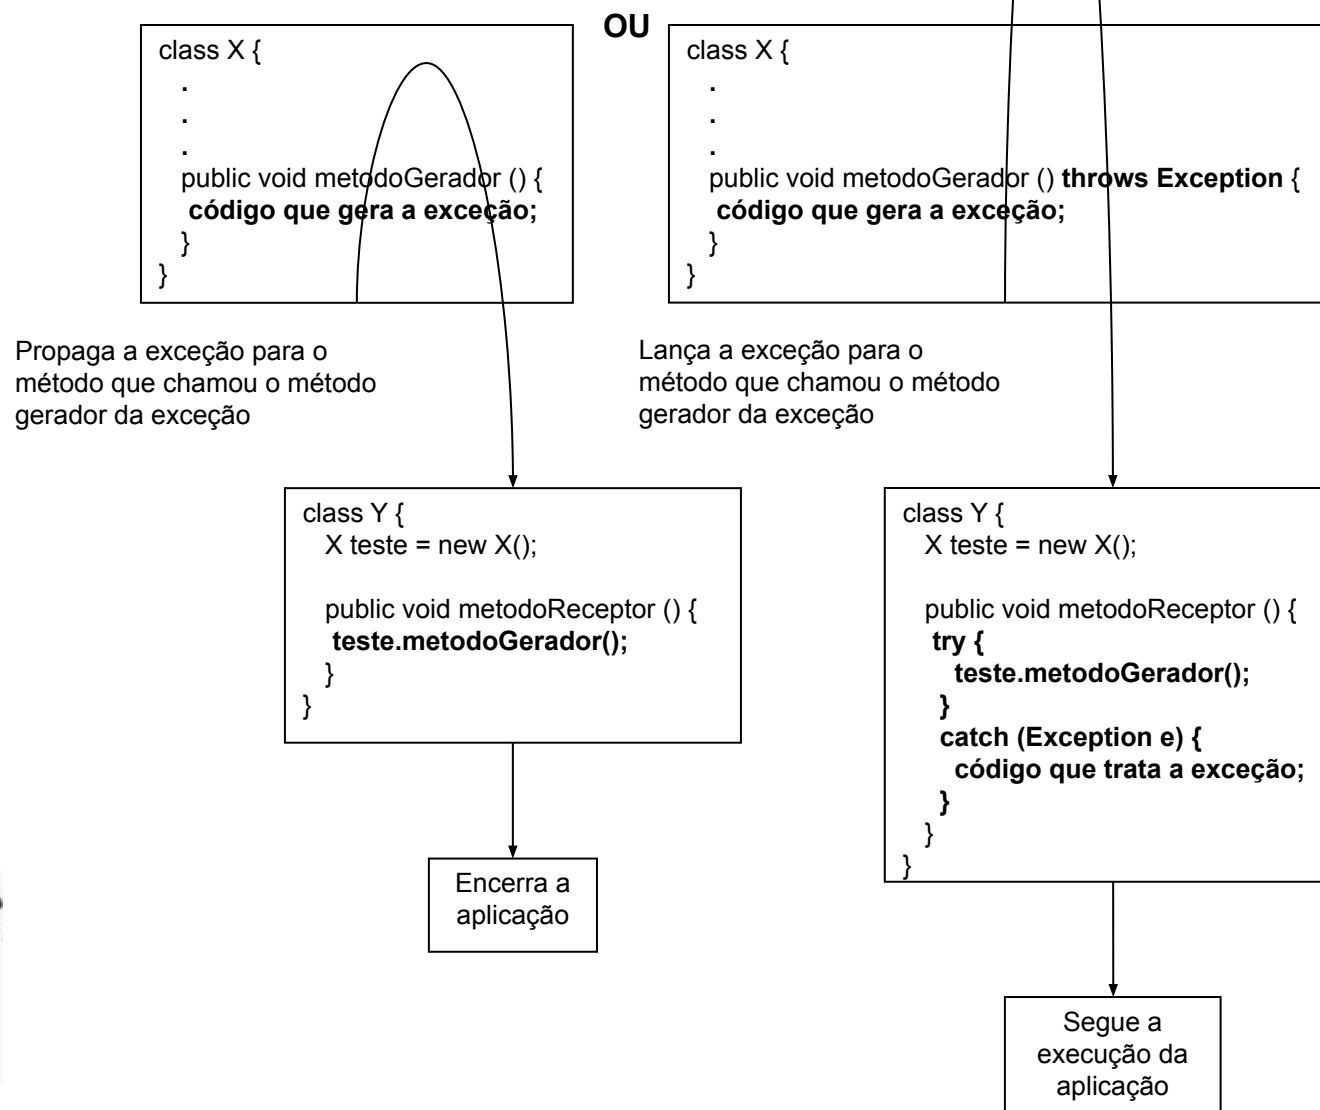 OU
class X {
.
.
.
public void metodoGerador () {
código que gera a exceção;
}
}
class X {
.
.
.
public void metodoGerador () throws Exception {
código que gera a exceção;
}
}
Propaga a exceção para o
método que chamou o método
gerador da exceção
Lança a exceção para o
método que chamou o método
gerador da exceção
class Y {
X teste = new X();
public void metodoReceptor () {
teste.metodoGerador();
}
}
class Y {
X teste = new X();
public void metodoReceptor () {
try {
teste.metodoGerador();
}
catch (Exception e) {
código que trata a exceção;
}
}
}
Encerra a
aplicação
Segue a
execução da
aplicação